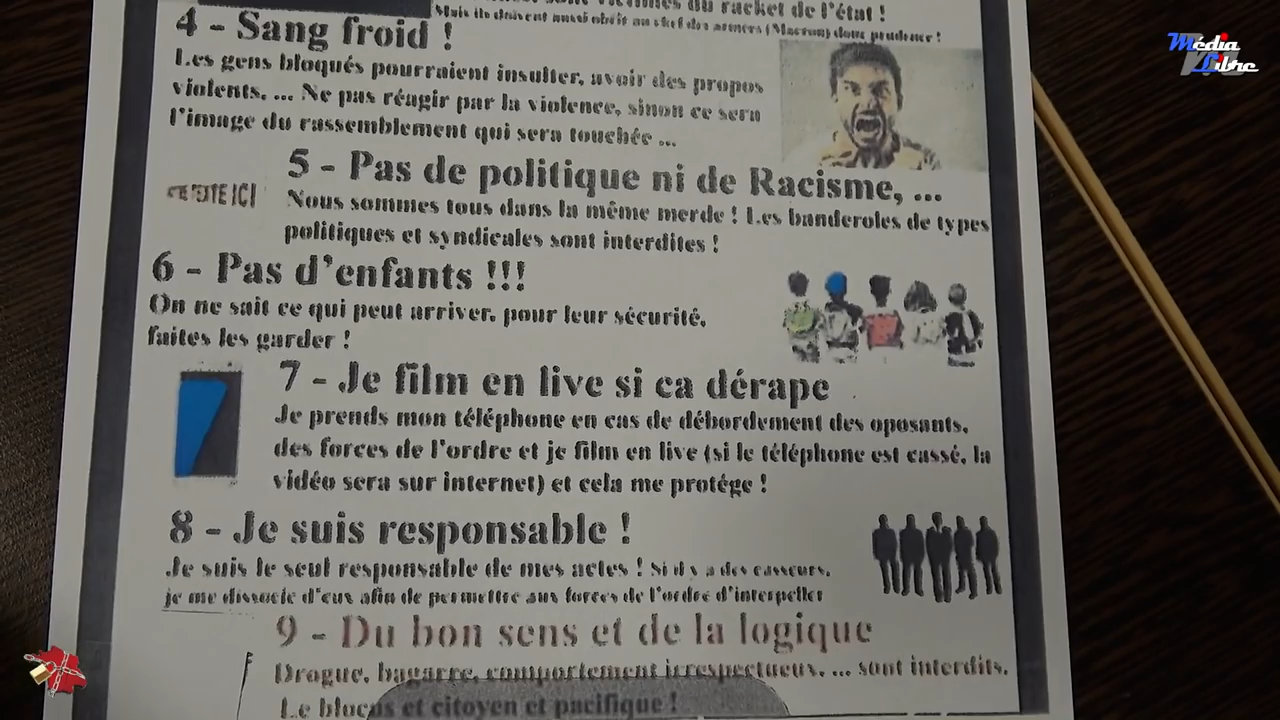 victimes du racket de l'état !
Mais ils doivent aussi obéir au chef des armées (Macron) donc prudence !
4 - Sang froid !
Les gens bloqués pourraient insulter, avoir des propos
violents, ... Ne pas réagir par la violence, sinon ce sera
l'image du rassemblement qui sera touchée ...
5 - Pas de politique ni de Racisme, ...
Nous sommes tous dans la même merde ! Les banderoles de types
politiques et syndicales sont interdites !
6 - Pas d'enfants !!!
On ne sait ce qui peut arriver, pour leur sécurité,
faites les garder !
7 - Je film en live si ca dérape
Je prends mon téléphone en cas de débordement des oposants,
des forces de l'ordre et je film en live (si le téléphone est cassé, la
vidéo sera sur internet) et cela me protége !
8 - Je suis responsable !
Je suis le seul responsable de mes actes ! Si il y a des casseurs,
je me dissocie d'eux afin de permettre aux forces de l'ordre d'interpeller
9 - Du bon sens et de la logique
Drogue, bagarre, comportement irrespectueux, ... sont interdits.
Le blocus et citoyen et pacifique !
Média
Libre